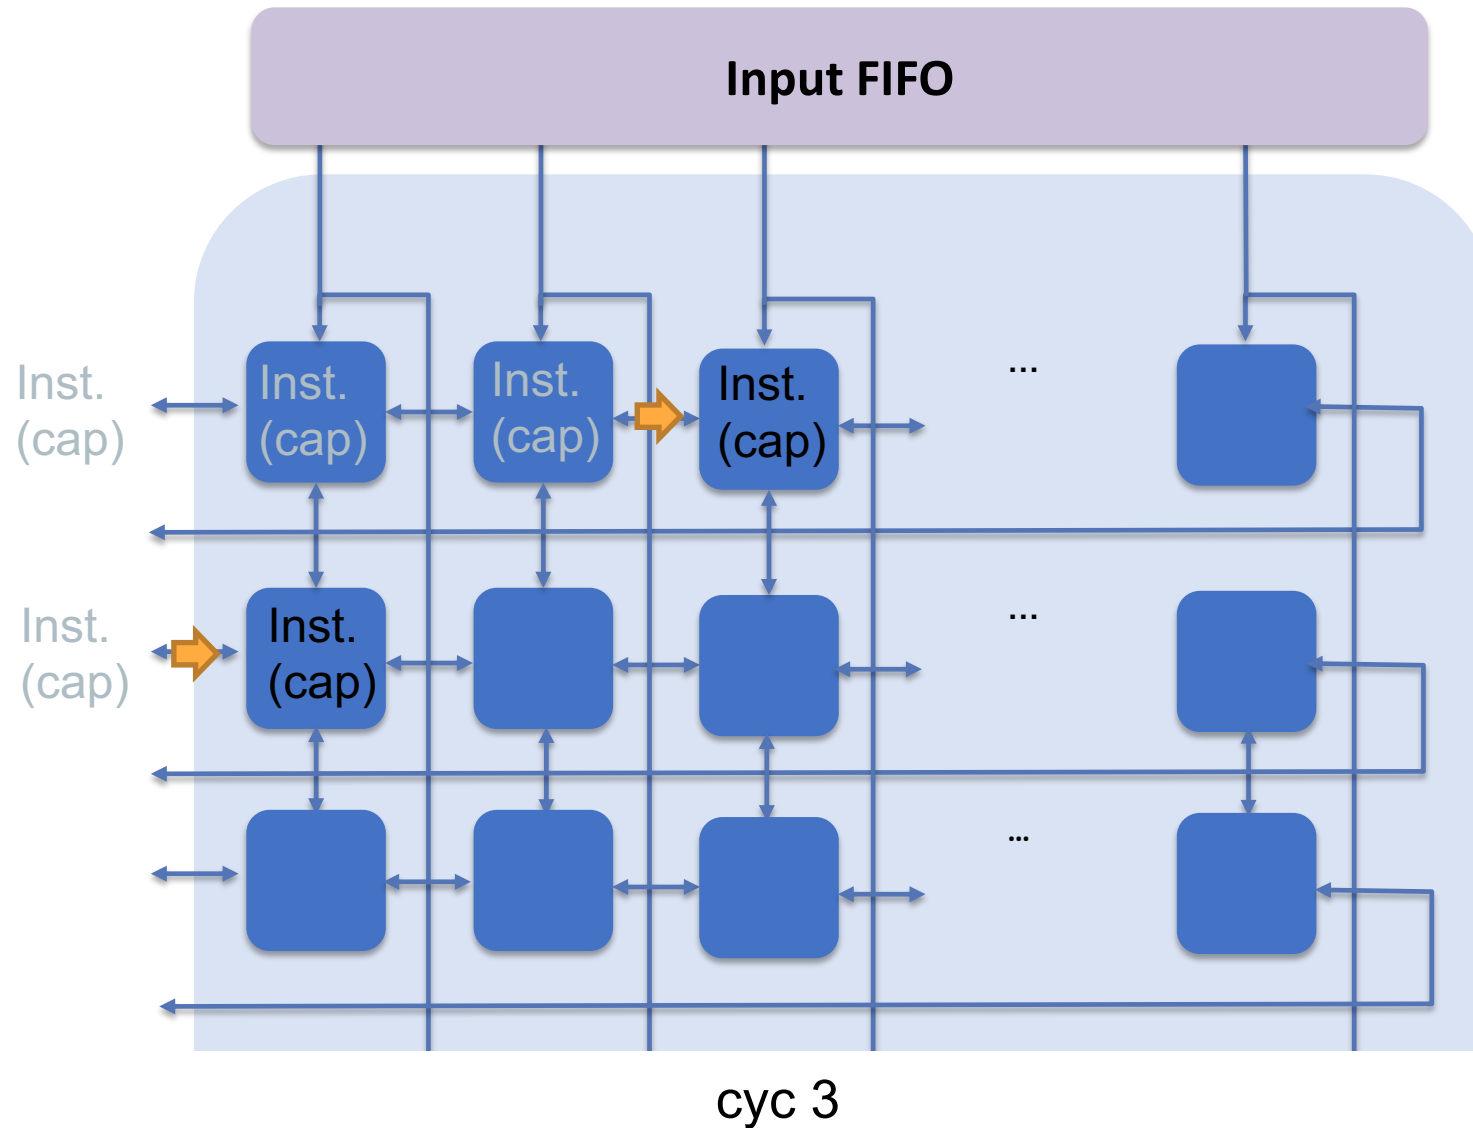 Input FIFO
Inst.
(cap)
Inst.
(cap)
Inst.
(cap)
Inst.
(cap)
...
Inst.
(cap)
Inst.
(cap)
...
...
cyc 3